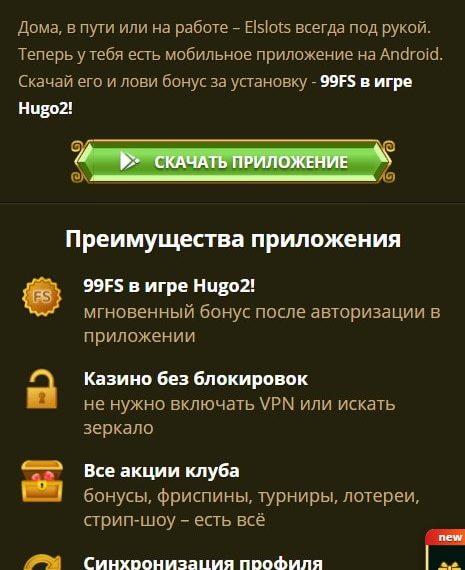 Дома, в пути или на работе – Elslots всегда под рукой.
Теперь у тебя есть мобильное приложение на Android.
Скачай его и лови бонус за установку - 99FS в игре
Hugo2!
СКАЧАТЬ ПРИЛОЖЕНИЕ
Преимущества приложения
FS
99FS в игре Hugo2!
мгновенный бонус после авторизации в
приложении
Казино без блокировок
не нужно включать VPN или искать
зеркало
Все акции клуба
бонусы, фриспины, турниры, лотереи,
стрип-шоу – есть всё
new
Синхронизация профиля